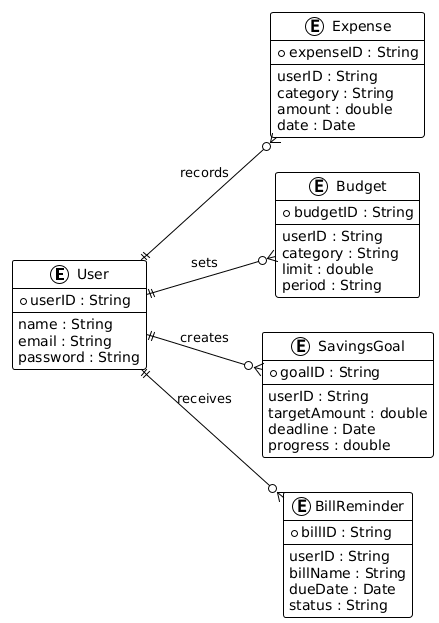 E Expense
expenseID : String
userID : String
category : String
amount : double
date : Date
records
E Budget
budgetID : String
userID : String
category : String
limit : double
period : String
sets
E User
userID : String
name : String
email : String
password : String
creates
E SavingsGoal
goalID : String
userID : String
targetAmount : double
deadline : Date
progress : double
receives
E BillReminder
billID : String
userID : String
billName : String
dueDate : Date
status : String